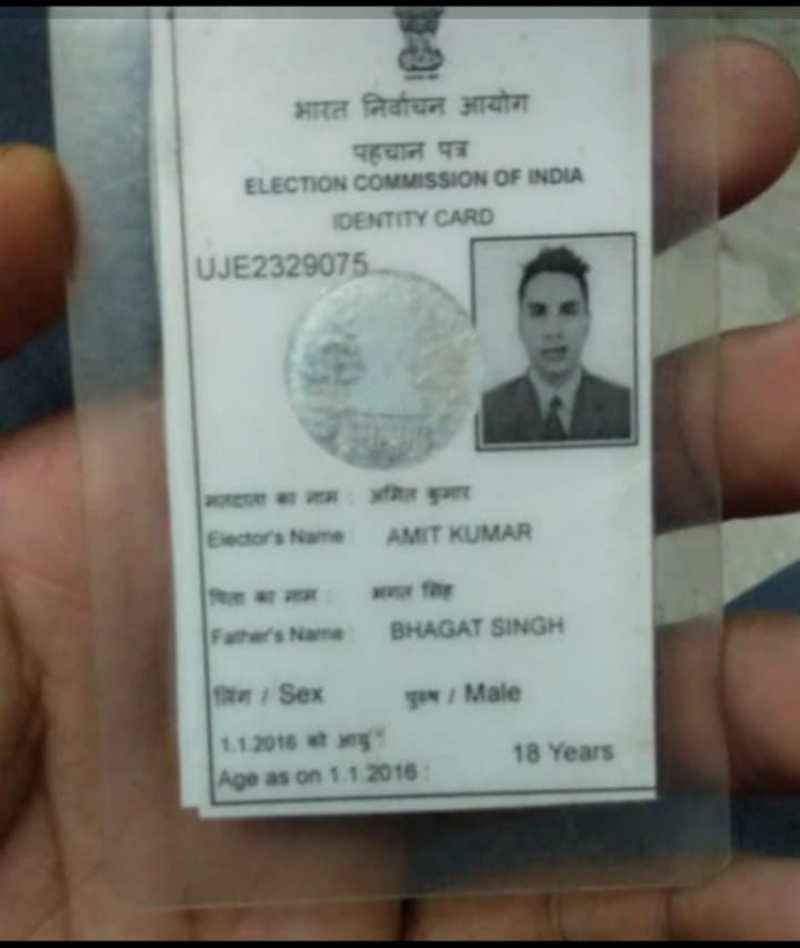 भारत निर्वाचन आयोग
पहचान पत्र
ELECTION COMMISSION OF INDIA
IDENTITY CARD
UJE2329075
मतदाता का नाम : अमित कुमार
Elector's Name : AMIT KUMAR
पिता का नाम : भगत सिंह
Father's Name : BHAGAT SINGH
लिंग / Sex पुरुष / Male
1.1.2016 को आयु
Age as on 1.1.2016 : 18 Years